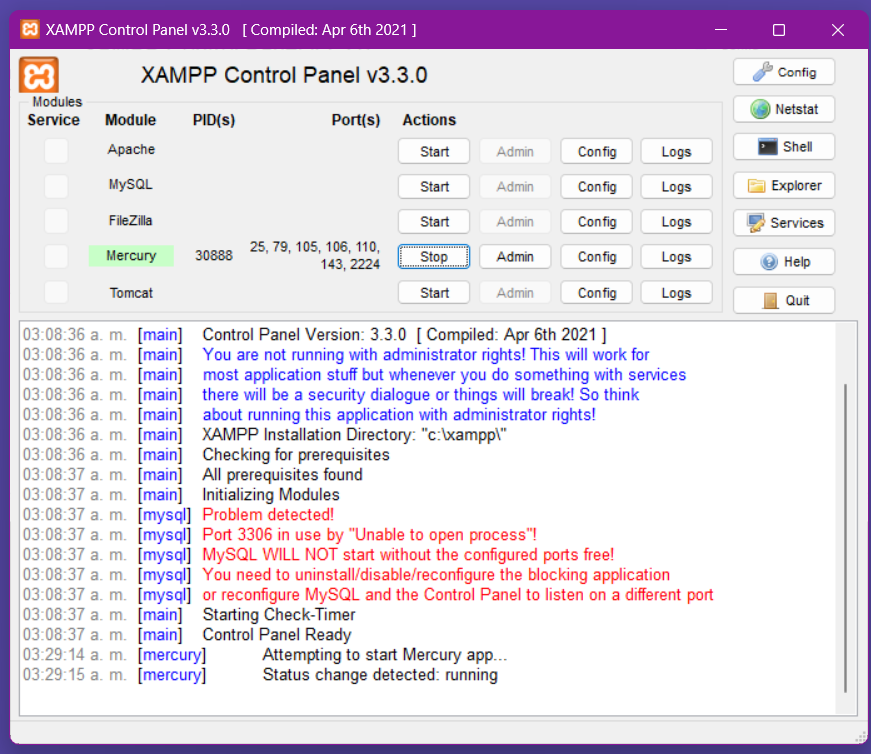 XAMPP Control Panel v3.3.0 [ Compiled: Apr 6th 2021 ]
XAMPP Control Panel v3.3.0
Config
Modules
Service Module PID(s) Port(s) Actions
Netstat
Apache Start Admin Config Logs
Shell
MySQL Start Admin Config Logs
Explorer
FileZilla Start Admin Config Logs
Services
Mercury 30888 25, 79, 105, 106, 110,
143, 2224 Stop Admin Config Logs
Help
Tomcat Start Admin Config Logs
Quit
03:08:36 a. m. [main] Control Panel Version: 3.3.0 [ Compiled: Apr 6th 2021 ]
03:08:36 a. m. [main] You are not running with administrator rights! This will work for
03:08:36 a. m. [main] most application stuff but whenever you do something with services
03:08:36 a. m. [main] there will be a security dialogue or things will break! So think
03:08:36 a. m. [main] about running this application with administrator rights!
03:08:36 a. m. [main] XAMPP Installation Directory: "c:\xampp\"
03:08:36 a. m. [main] Checking for prerequisites
03:08:37 a. m. [main] All prerequisites found
03:08:37 a. m. [main] Initializing Modules
03:08:37 a. m. [mysql] Problem detected!
03:08:37 a. m. [mysql] Port 3306 in use by "Unable to open process"!
03:08:37 a. m. [mysql] MySQL WILL NOT start without the configured ports free!
03:08:37 a. m. [mysql] You need to uninstall/disable/reconfigure the blocking application
03:08:37 a. m. [mysql] or reconfigure MySQL and the Control Panel to listen on a different port
03:08:37 a. m. [main] Starting Check-Timer
03:08:37 a. m. [main] Control Panel Ready
03:29:14 a. m. [mercury] Attempting to start Mercury app...
03:29:15 a. m. [mercury] Status change detected: running